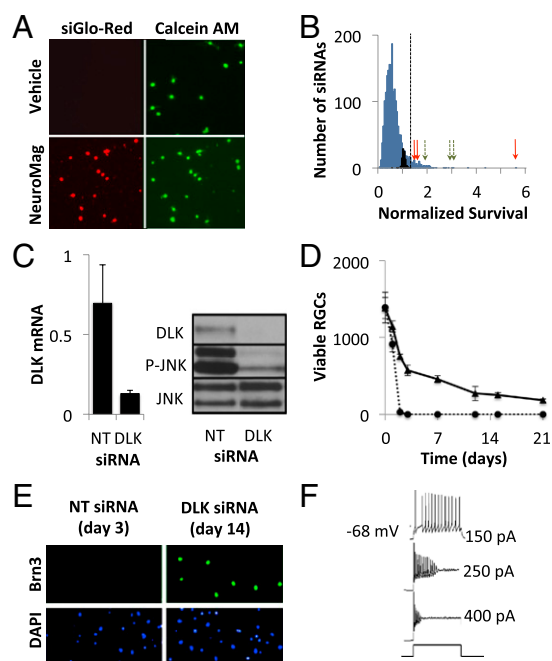 A
siGlo-Red Calcein AM
Vehicle
NeuroMag
B
Number of siRNAs
200
100
0
0 2 4 6
Normalized Survival
C
DLK mRNA
1
0.5
0
NT DLK
siRNA
DLK
P-JNK
JNK
NT DLK
siRNA
D
Viable RGCs
2000
1000
0
0 7 14 21
Time (days)
E
NT siRNA DLK siRNA
(day 3) (day 14)
Brn3
DAPI
F
-68 mV
150 pA
250 pA
400 pA